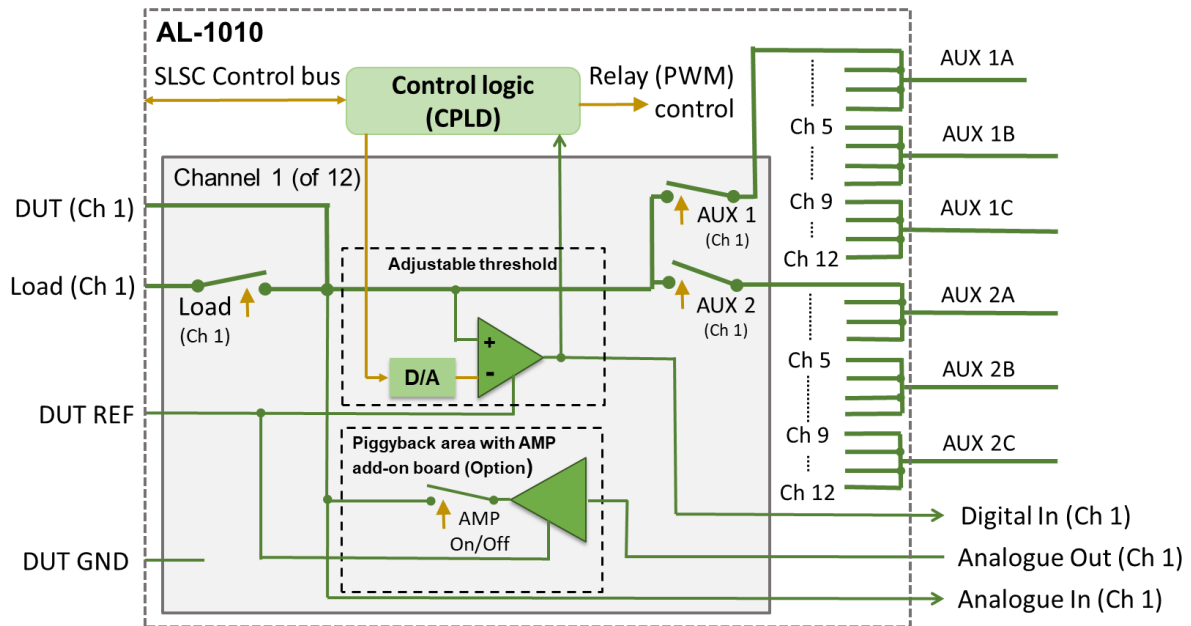 AL-1010
SLSC Control bus
Control logic
(CPLD)
Relay (PWM)
control
Channel 1 (of 12)
DUT (Ch 1)
Load (Ch 1)
Load
(Ch 1)
DUT REF
DUT GND
Adjustable threshold
+
-
D/A
Piggyback area with AMP
add-on board (Option)
AMP
On/Off
AUX 1
(Ch 1)
AUX 2
(Ch 1)
Ch 5
Ch 9
Ch 12
Ch 5
Ch 9
Ch 12
AUX 1A
AUX 1B
AUX 1C
AUX 2A
AUX 2B
AUX 2C
Digital In (Ch 1)
Analogue Out (Ch 1)
Analogue In (Ch 1)